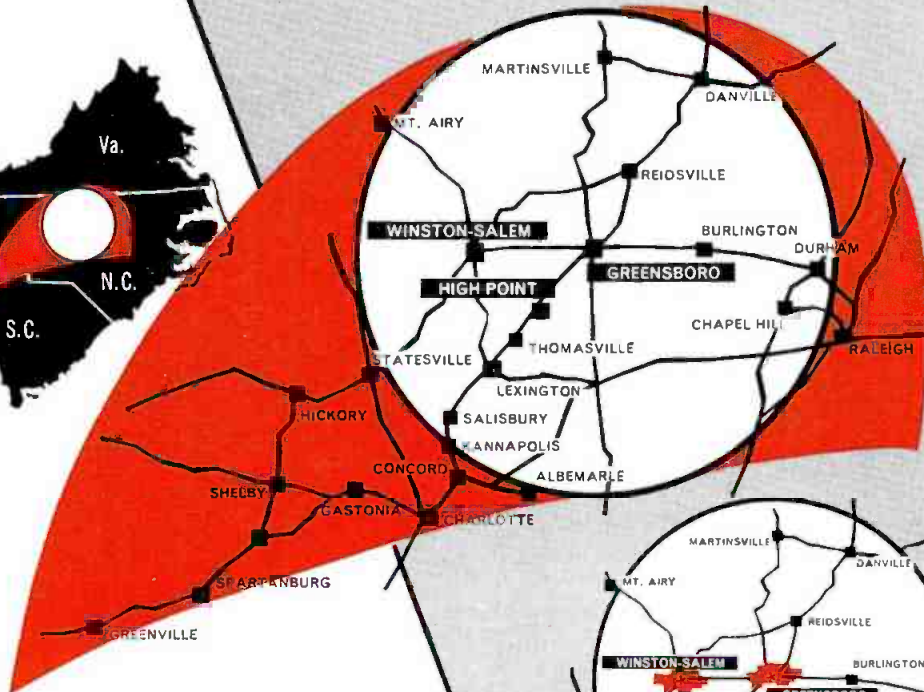 MARTINSVILLE
DANVILLE
MT. AIRY
Va.
REIDSVILLE
WINSTON-SALEM
BURLINGTON
DURHAM
GREENSBORO
N.C.
HIGH POINT
S.C.
CHAPEL HILL
THOMASVILLE
RALEIGH
STATESVILLE
LEXINGTON
HICKORY
SALISBURY
KANNAPOLIS
CONCORD
ALBEMARLE
SHELBY
GASTONIA
CHARLOTTE
MARTINSVILLE
DANVILLE
SPARTANBURG
MT. AIRY
REIDSVILLE
GREENVILLE
WINSTON-SALEM
BURLINGTON